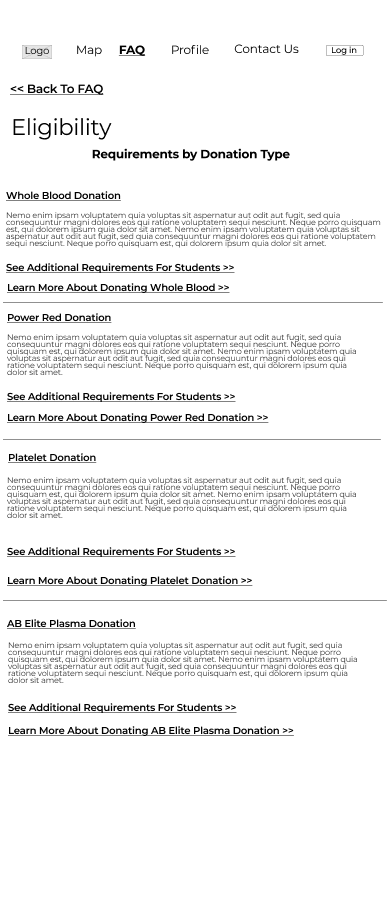 Logo Map FAQ Profile Contact Us Log in
<< Back To FAQ
Eligibility
Requirements by Donation Type
Whole Blood Donation
Nemo enim ipsam voluptatem quia voluptas sit aspernatur aut odit aut fugit, sed quia
consequuntur magni dolores eos qui ratione voluptatem sequi nesciunt. Neque porro quisquam
est, qui dolorem ipsum quia dolor sit amet. Nemo enim ipsam voluptatem quia voluptas sit
aspernatur aut odit aut fugit, sed quia consequuntur magni dolores eos qui ratione voluptatem
sequi nesciunt. Neque porro quisquam est, qui dolorem ipsum quia dolor sit amet.
See Additional Requirements For Students >>
Learn More About Donating Whole Blood >>
Power Red Donation
Nemo enim ipsam voluptatem quia voluptas sit aspernatur aut odit aut fugit, sed quia
consequuntur magni dolores eos qui ratione voluptatem sequi nesciunt. Neque porro
quisquam est, qui dolorem ipsum quia dolor sit amet. Nemo enim ipsam voluptatem quia
voluptas sit aspernatur aut odit aut fugit, sed quia consequuntur magni dolores eos qui
ratione voluptatem sequi nesciunt. Neque porro quisquam est, qui dolorem ipsum quia
dolor sit amet.
See Additional Requirements For Students >>
Learn More About Donating Power Red Donation >>
Platelet Donation
Nemo enim ipsam voluptatem quia voluptas sit aspernatur aut odit aut fugit, sed quia
consequuntur magni dolores eos qui ratione voluptatem sequi nesciunt. Neque porro
quisquam est, qui dolorem ipsum quia dolor sit amet. Nemo enim ipsam voluptatem quia
voluptas sit aspernatur aut odit aut fugit, sed quia consequuntur magni dolores eos qui
ratione voluptatem sequi nesciunt. Neque porro quisquam est, qui dolorem ipsum quia
dolor sit amet.
See Additional Requirements For Students >>
Learn More About Donating Platelet Donation >>
AB Elite Plasma Donation
Nemo enim ipsam voluptatem quia voluptas sit aspernatur aut odit aut fugit, sed quia
consequuntur magni dolores eos qui ratione voluptatem sequi nesciunt. Neque porro
quisquam est, qui dolorem ipsum quia dolor sit amet. Nemo enim ipsam voluptatem quia
voluptas sit aspernatur aut odit aut fugit, sed quia consequuntur magni dolores eos qui
ratione voluptatem sequi nesciunt. Neque porro quisquam est, qui dolorem ipsum quia
dolor sit amet.
See Additional Requirements For Students >>
Learn More About Donating AB Elite Plasma Donation >>